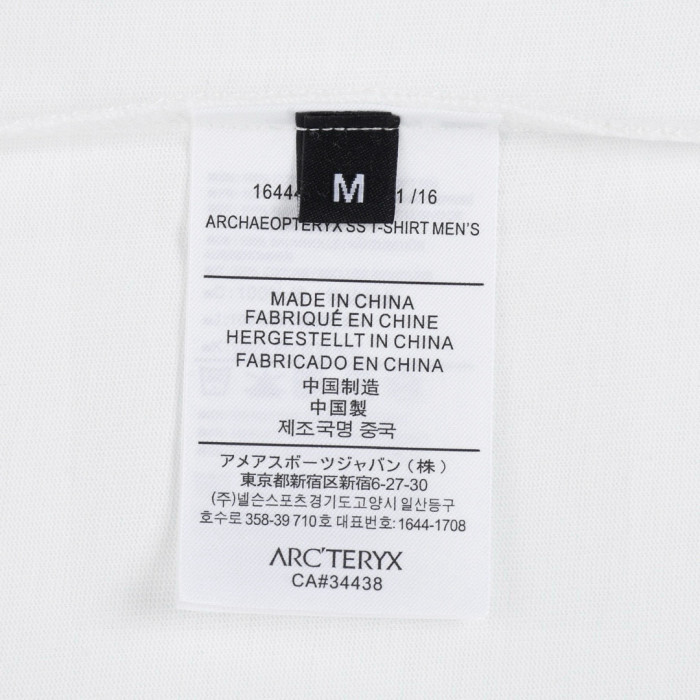 M
1 /16
ARCHAEOPTERYX SS T-SHIRT MEN'S
MADE IN CHINA
FABRIQUÉ EN CHINE
HERGESTELLT IN CHINA
FABRICADO EN CHINA
中国制造
中国製
제조국명 중국
アメアスポーツジャパン（株）
東京都新宿区新宿6-27-30
(주)넬슨스포츠경기도고양시일산동구
호수로 358-39 710호 대표번호: 1644-1708
ARC'TERYX
CA#34438